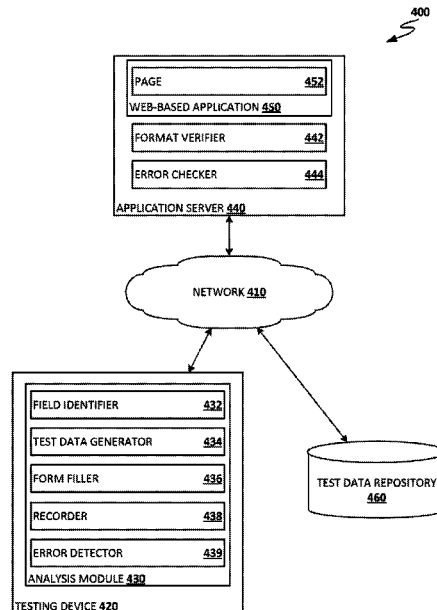 400
PAGE 452
WEB-BASED APPLICATION 450
FORMAT VERIFIER 442
ERROR CHECKER 444
APPLICATION SERVER 440
NETWORK 410
FIELD IDENTIFIER 432
TEST DATA GENERATOR 434
FORM FILLER 436
RECORDER 438
ERROR DETECTOR 439
ANALYSIS MODULE 430
TESTING DEVICE 420
TEST DATA REPOSITORY
460